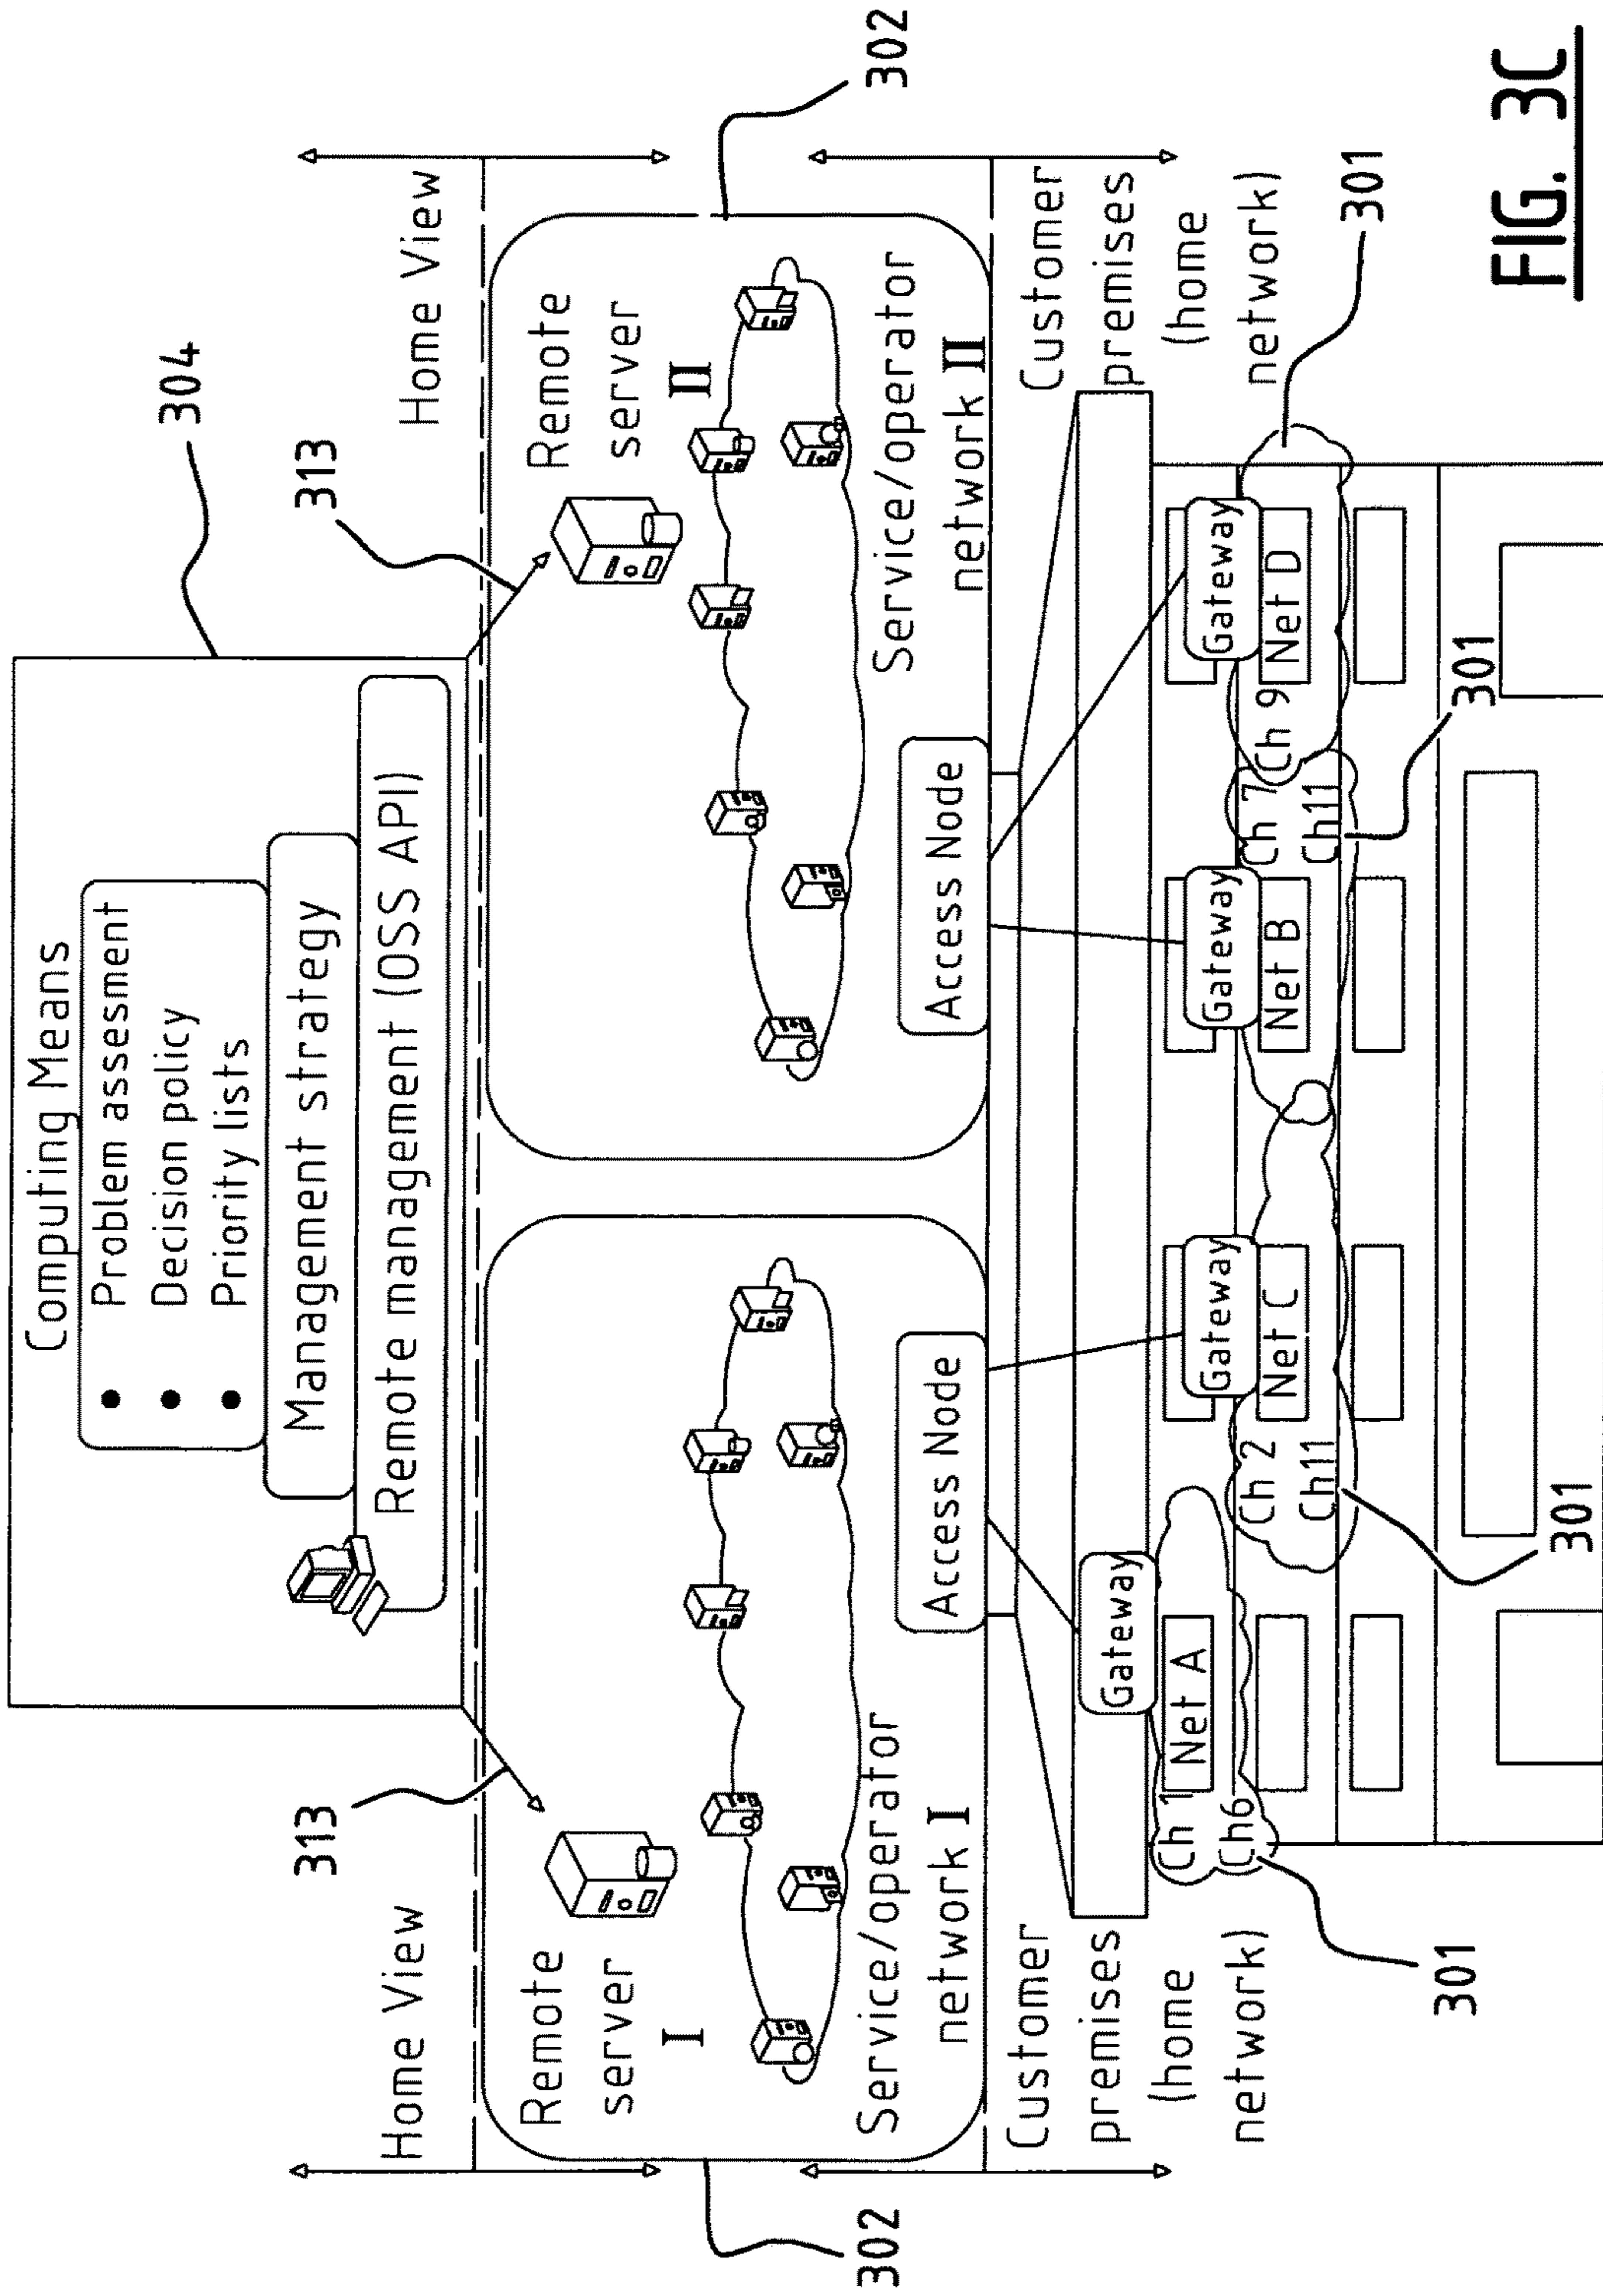 304
Computing Means
• Problem assessment
• Decision policy
• Priority lists
Management strategy
Remote management (OSS API)
313
313
Home View
Home View
302
302
Remote
server
I
Service/operator
network I
Access Node
Remote
server
II
Service/operator
network II
Access Node
Customer
premises
(home
network)
Customer
premises
(home
network)
Gateway
Net A
Ch 1
Ch6
Gateway
Net C
Ch 2
Ch11
Gateway
Net B
Ch 7
Ch11
Gateway
Net D
Ch 9
301
301
301
301
FIG. 3C